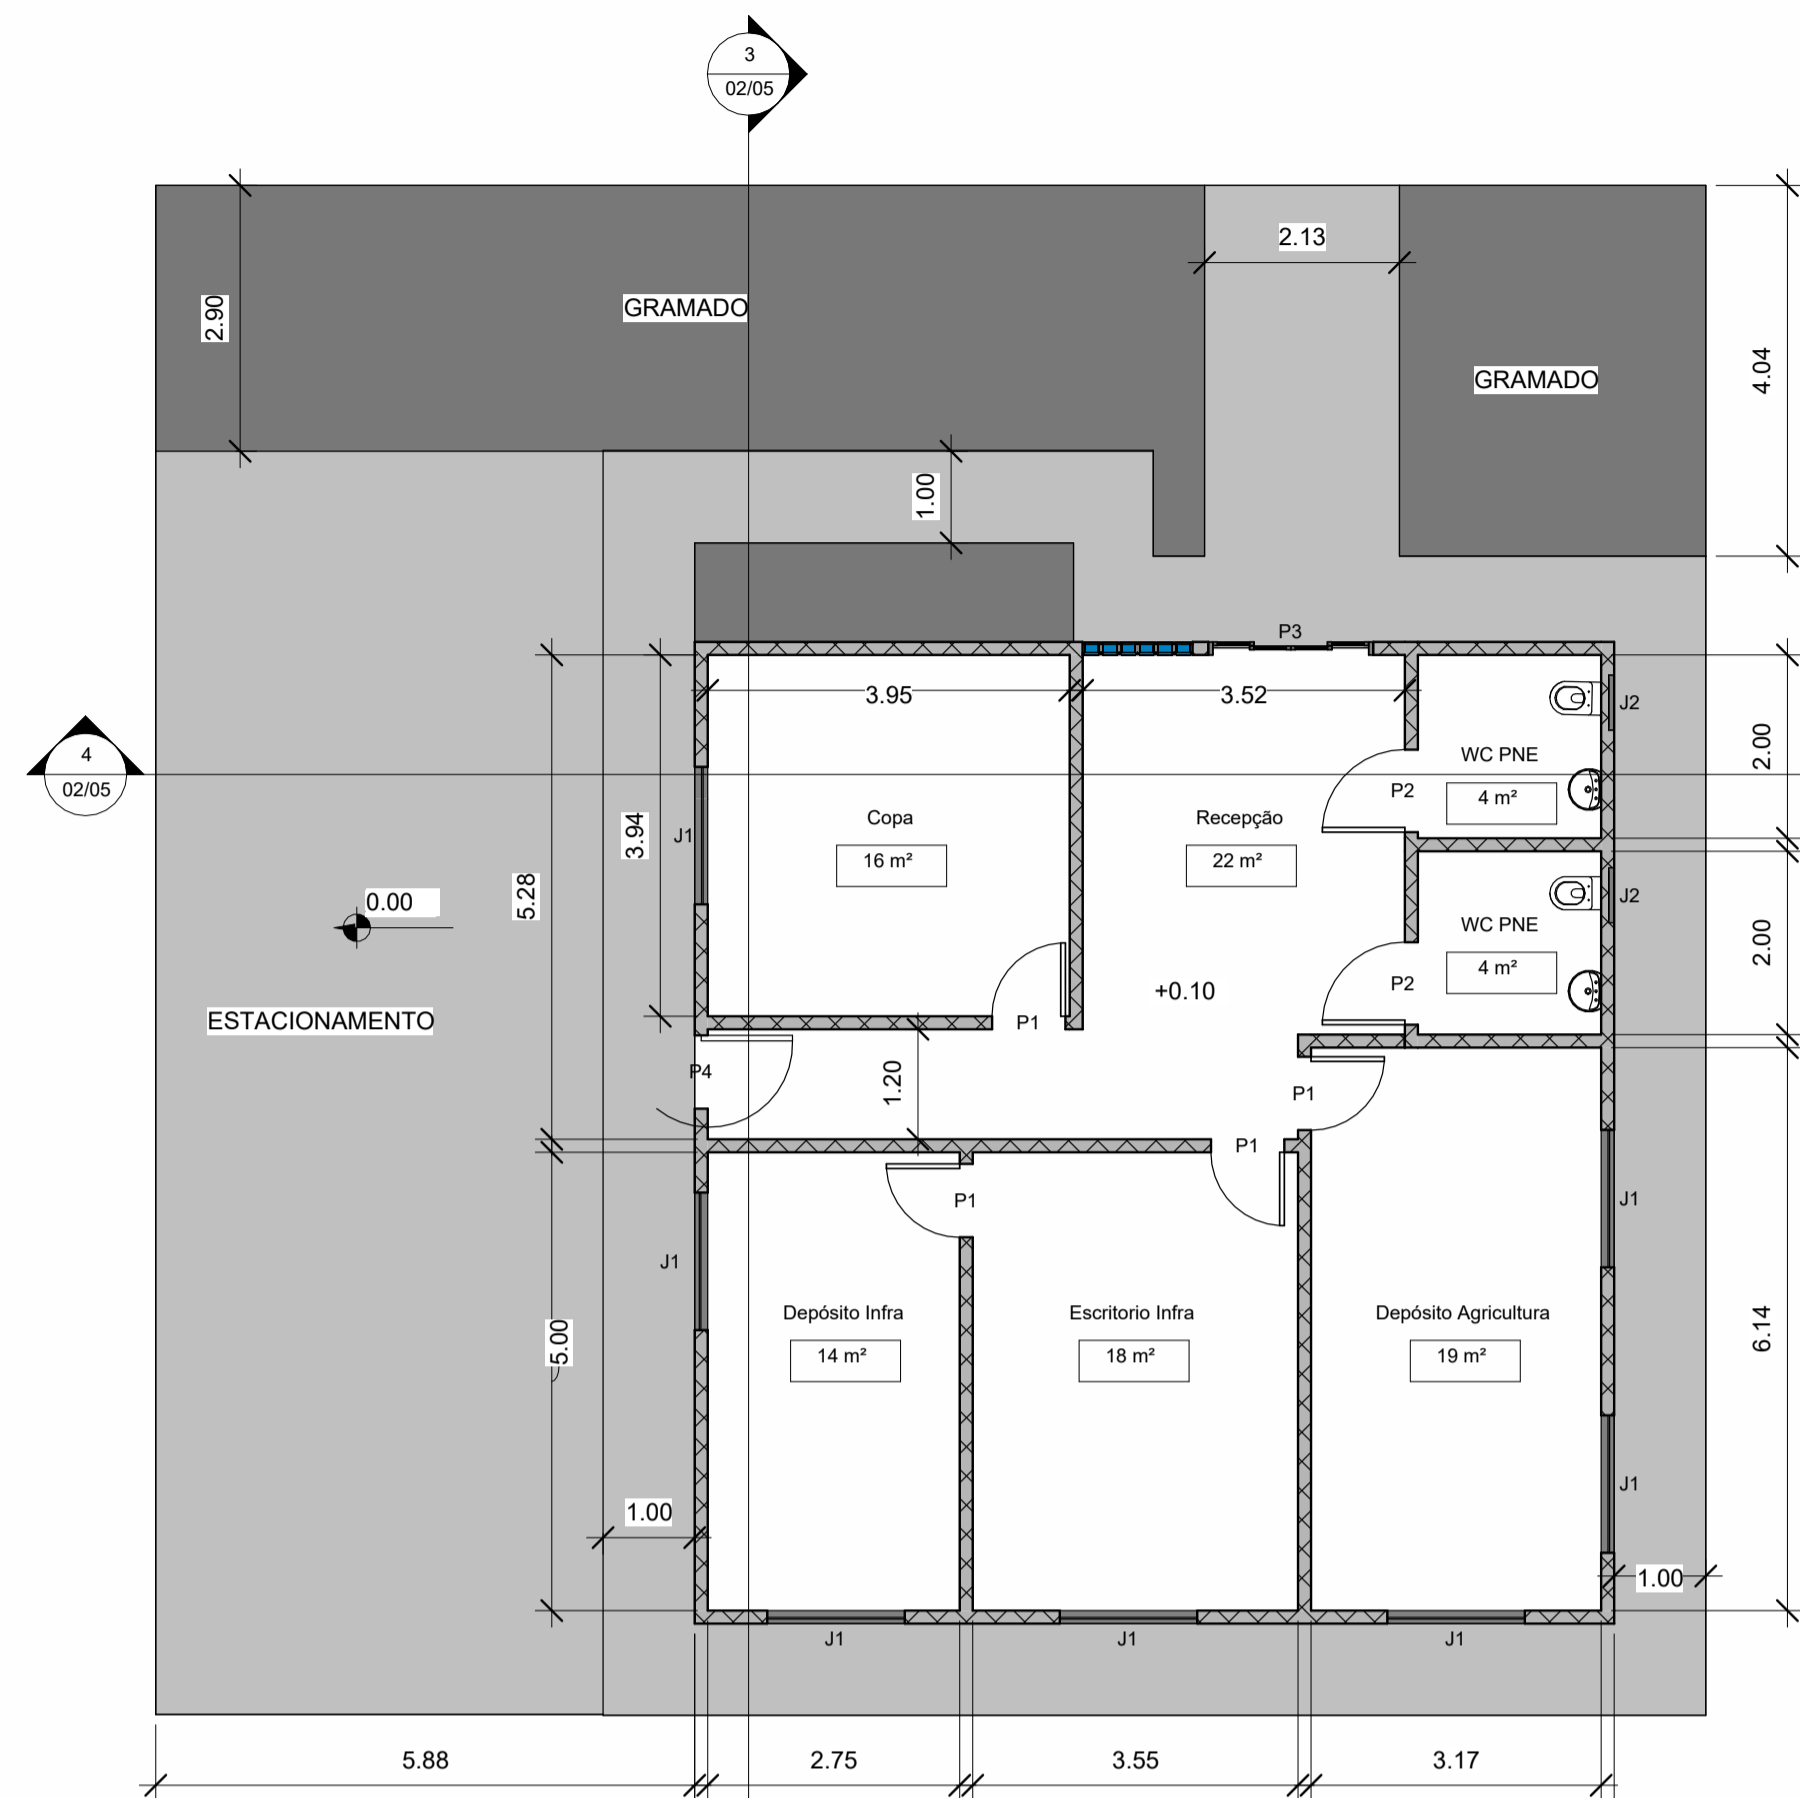 3
02/05
2.13
GRAMADO
2.90
GRAMADO
4.04
1.00
P3
3.95
3.52
J2
WC PNE
4 m²
P2
2.00
4
02/05
J1
3.94
Copa
16 m²
Recepção
22 m²
5.28
0.00
J2
WC PNE
4 m²
P2
2.00
+0.10
ESTACIONAMENTO
P1
P4
1.20
P1
P1
P1
J1
J1
5.00
Depósito Infra
14 m²
Escritorio Infra
18 m²
Depósito Agricultura
19 m²
6.14
J1
1.00
1.00
J1
J1
J1
5.88
2.75
3.55
3.17